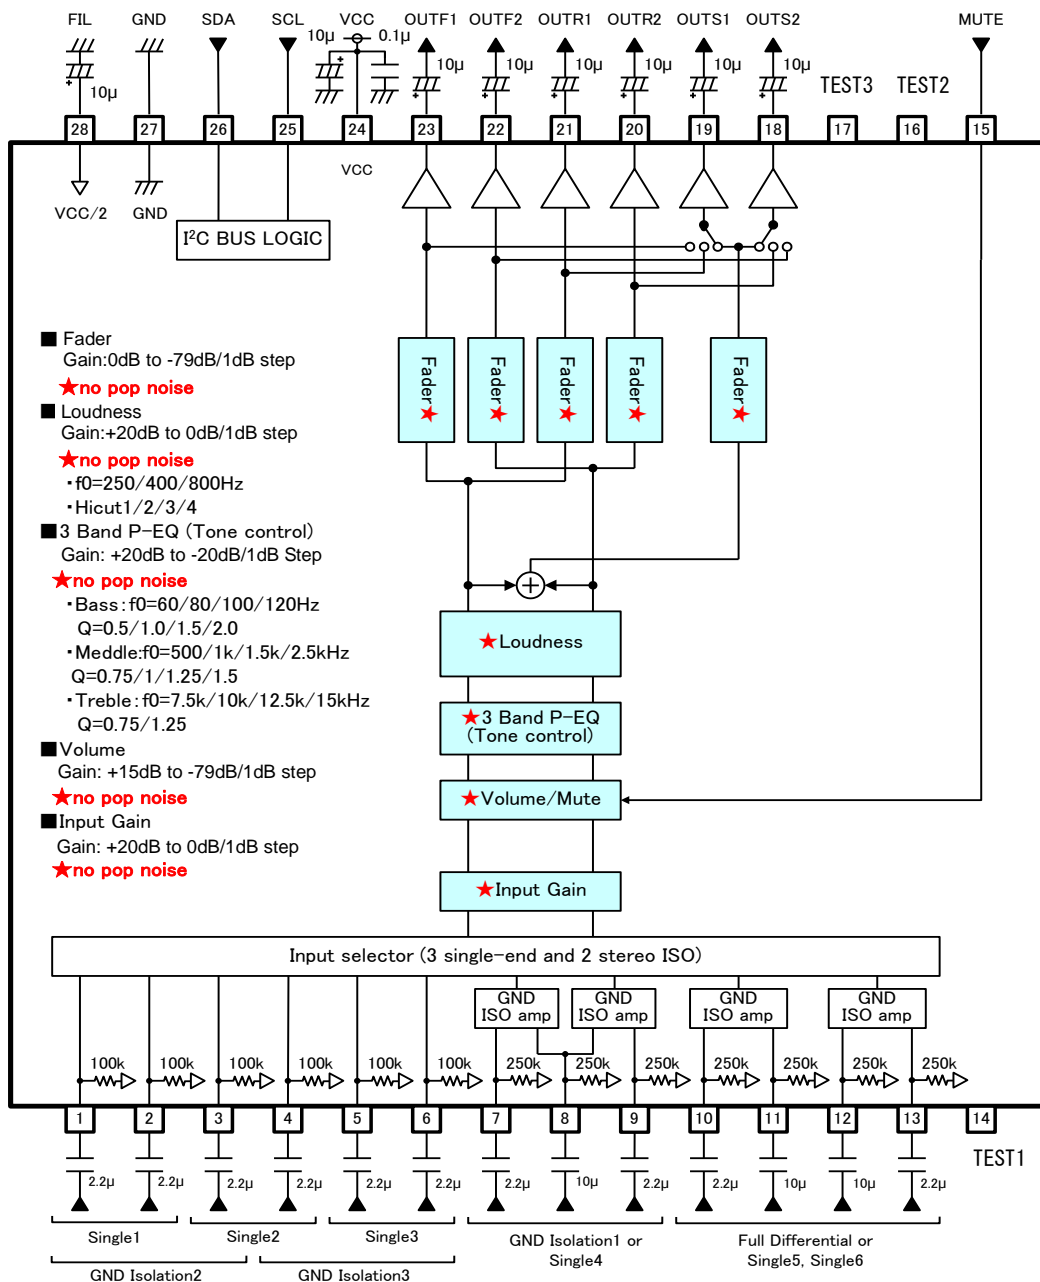 FIL GND SDA SCL VCC OUTF1 OUTF2 OUTR1 OUTR2 OUTS1 OUTS2 MUTE
10μ 0.1μ
10μ 10μ 10μ 10μ 10μ 10μ 10μ
TEST3 TEST2
28 27 26 25 24 23 22 21 20 19 18 17 16 15
VCC
VCC/2 GND
I²C BUS LOGIC
■ Fader
Gain:0dB to -79dB/1dB step
★no pop noise
■ Loudness
Gain:+20dB to 0dB/1dB step
★no pop noise
・f0=250/400/800Hz
・Hicut1/2/3/4
■3 Band P-EQ (Tone control)
Gain: +20dB to -20dB/1dB Step
★no pop noise
・Bass:f0=60/80/100/120Hz
Q=0.5/1.0/1.5/2.0
・Meddle:f0=500/1k/1.5k/2.5kHz
Q=0.75/1/1.25/1.5
・Treble:f0=7.5k/10k/12.5k/15kHz
Q=0.75/1.25
■Volume
Gain: +15dB to -79dB/1dB step
★no pop noise
■Input Gain
Gain: +20dB to 0dB/1dB step
★no pop noise
Fader★ Fader★ Fader★ Fader★ Fader★
★Loudness
★3 Band P-EQ
(Tone control)
★Volume/Mute
★Input Gain
Input selector (3 single-end and 2 stereo ISO)
GND GND GND GND
ISO amp ISO amp ISO amp ISO amp
100k 100k 100k 100k 100k 100k 250k 250k 250k 250k 250k 250k 250k
1 2 3 4 5 6 7 8 9 10 11 12 13 14
TEST1
2.2μ 2.2μ 2.2μ 2.2μ 2.2μ 2.2μ 2.2μ 10μ 2.2μ 2.2μ 10μ 10μ 2.2μ
Single1 Single2 Single3
GND Isolation1 or
Single4
Full Differential or
Single5, Single6
GND Isolation2 GND Isolation3